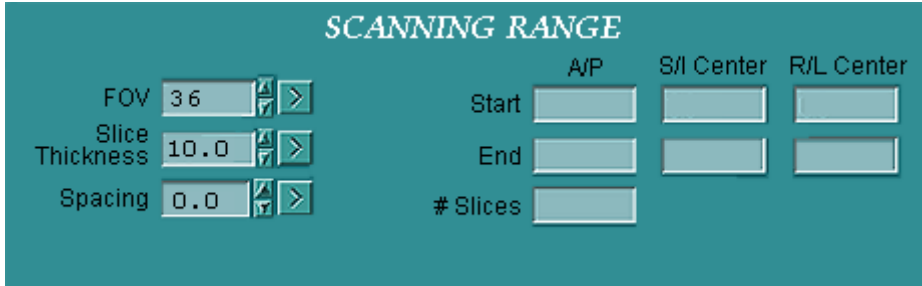 SCANNING RANGE
A/P S/I Center R/L Center
FOV 36 > Start
Slice
Thickness 10.0 > End
Spacing 0.0 > # Slices